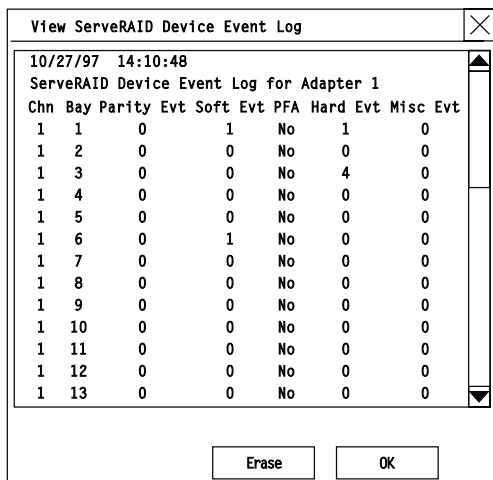 View ServeRAID Device Event Log
10/27/97 14:10:48
ServeRAID Device Event Log for Adapter 1
Chn Bay Parity Evt Soft Evt PFA Hard Evt Misc Evt
1 1 0 1 No 1 0
1 2 0 0 No 0 0
1 3 0 0 No 4 0
1 4 0 0 No 0 0
1 5 0 0 No 0 0
1 6 0 1 No 0 0
1 7 0 0 No 0 0
1 8 0 0 No 0 0
1 9 0 0 No 0 0
1 10 0 0 No 0 0
1 11 0 0 No 0 0
1 12 0 0 No 0 0
1 13 0 0 No 0 0
Erase OK